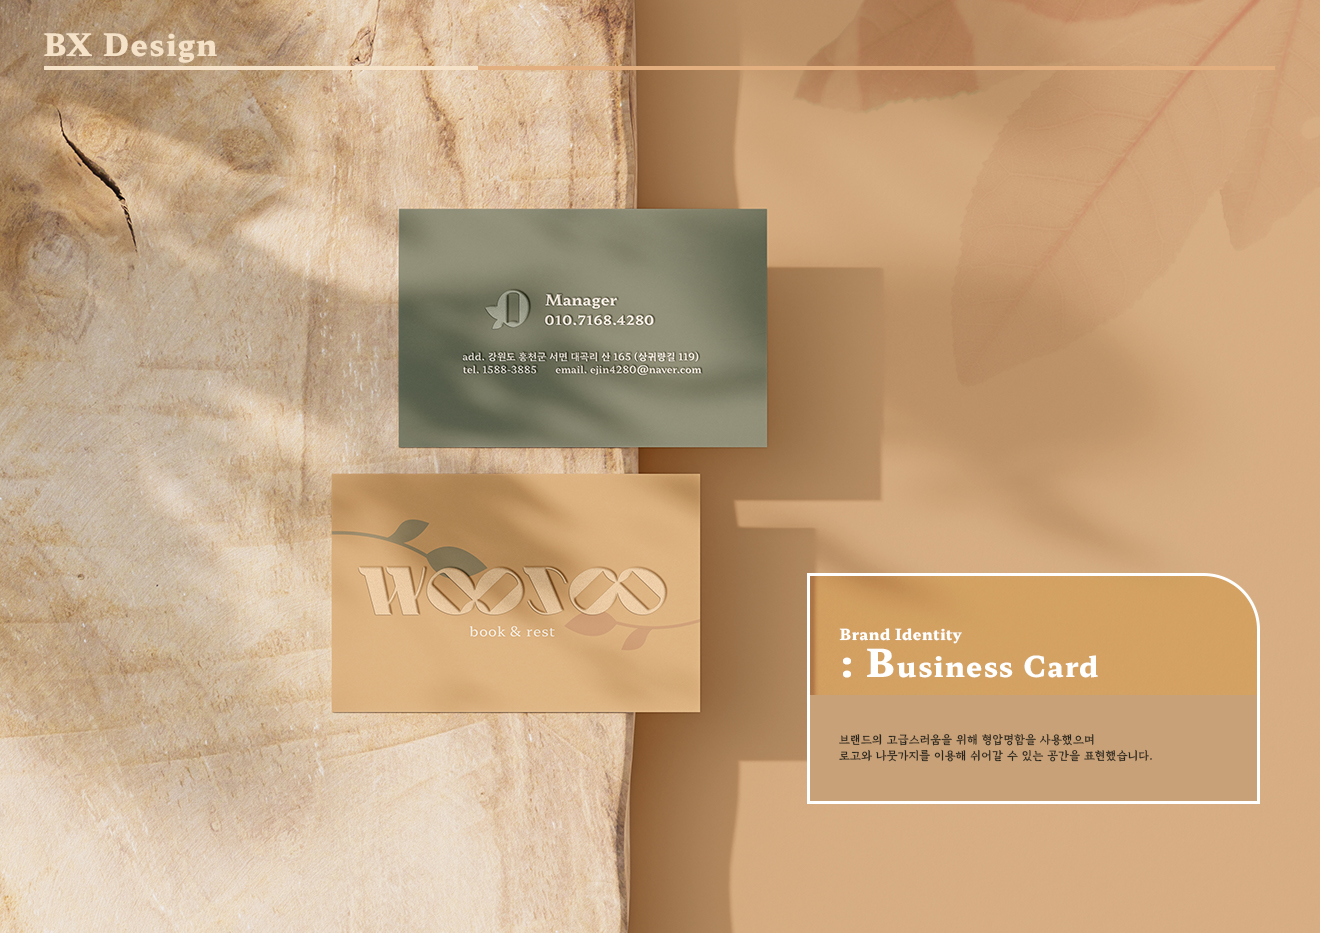 BX Design
Manager
010.7168.4280
add. 강원도 홍천군 서면 대곡리 산 165 (상귀량길 119)
tel. 1588-3885 email. ejin4280@naver.com
WOOSOO
book & rest
Brand Identity
: Business Card
브랜드의 고급스러움을 위해 형압명함을 사용했으며
로고와 나뭇가지를 이용해 쉬어갈 수 있는 공간을 표현했습니다.